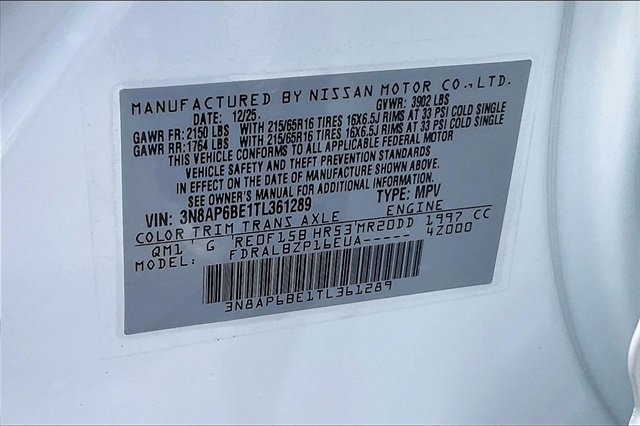 MANUFACTURED BY NISSAN MOTOR CO.,LTD.
DATE: 12/25. GVWR: 3902 LBS
GAWR FR: 2150 LBS WITH 215/65R16 TIRES 16X6.5J RIMS AT 33 PSI COLD SINGLE
GAWR RR: 1764 LBS WITH 215/65R16 TIRES 16X6.5J RIMS AT 33 PSI COLD SINGLE
THIS VEHICLE CONFORMS TO ALL APPLICABLE FEDERAL MOTOR
VEHICLE SAFETY AND THEFT PREVENTION STANDARDS
IN EFFECT ON THE DATE OF MANUFACTURE SHOWN ABOVE.
SEE OWNER'S MANUAL FOR ADDITIONAL INFORMATION.
VIN: 3N8AP6BE1TL361289 TYPE: MPV
COLOR TRIM TRANS AXLE ENGINE
QM1 G RE0F15B HR53 MR20DD 1997 CC
MODEL: FDRALBZP16EUA----- 4Z000
3N8AP6BE1TL361289